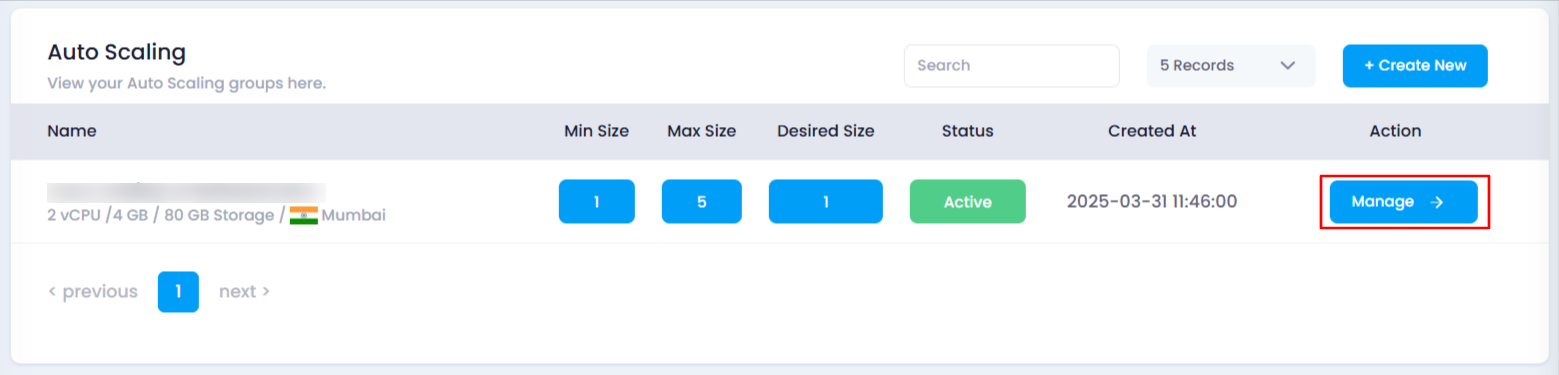 Auto Scaling
View your Auto Scaling groups here.
Search
5 Records
+ Create New
Name Min Size Max Size Desired Size Status Created At Action
2 vCPU /4 GB / 80 GB Storage / Mumbai
1 5 1 Active 2025-03-31 11:46:00 Manage →
< previous 1 next >